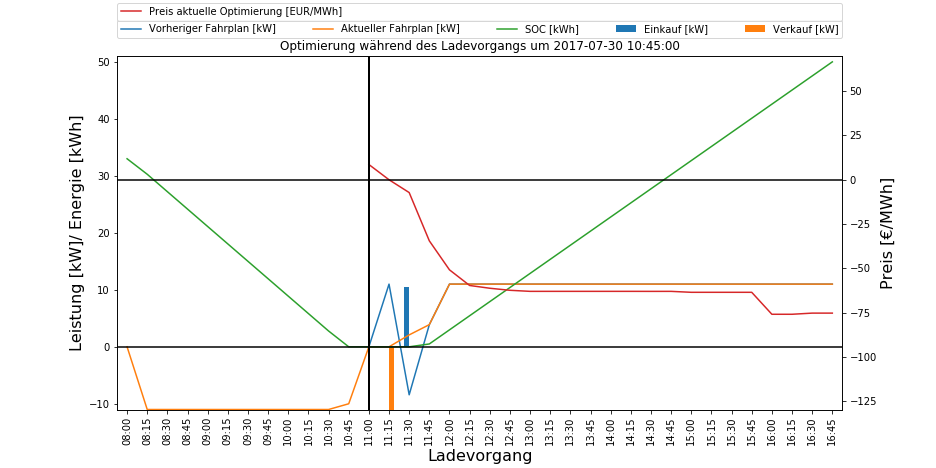 Preis aktuelle Optimierung [EUR/MWh]
Vorheriger Fahrplan [kW] Aktueller Fahrplan [kW] SOC [kWh] Einkauf [kW] Verkauf [kW]
Optimierung während des Ladevorgangs um 2017-07-30 10:45:00
Leistung [kW]/ Energie [kWh]
50
40
30
20
10
0
−10
50
25
0
−25
−50
−75
−100
−125
Preis [€/MWh]
08:00 08:15 08:30 08:45 09:00 09:15 09:30 09:45 10:00 10:15 10:30 10:45 11:00 11:15 11:30 11:45 12:00 12:15 12:30 12:45 13:00 13:15 13:30 13:45 14:00 14:15 14:30 14:45 15:00 15:15 15:30 15:45 16:00 16:15 16:30 16:45
Ladevorgang